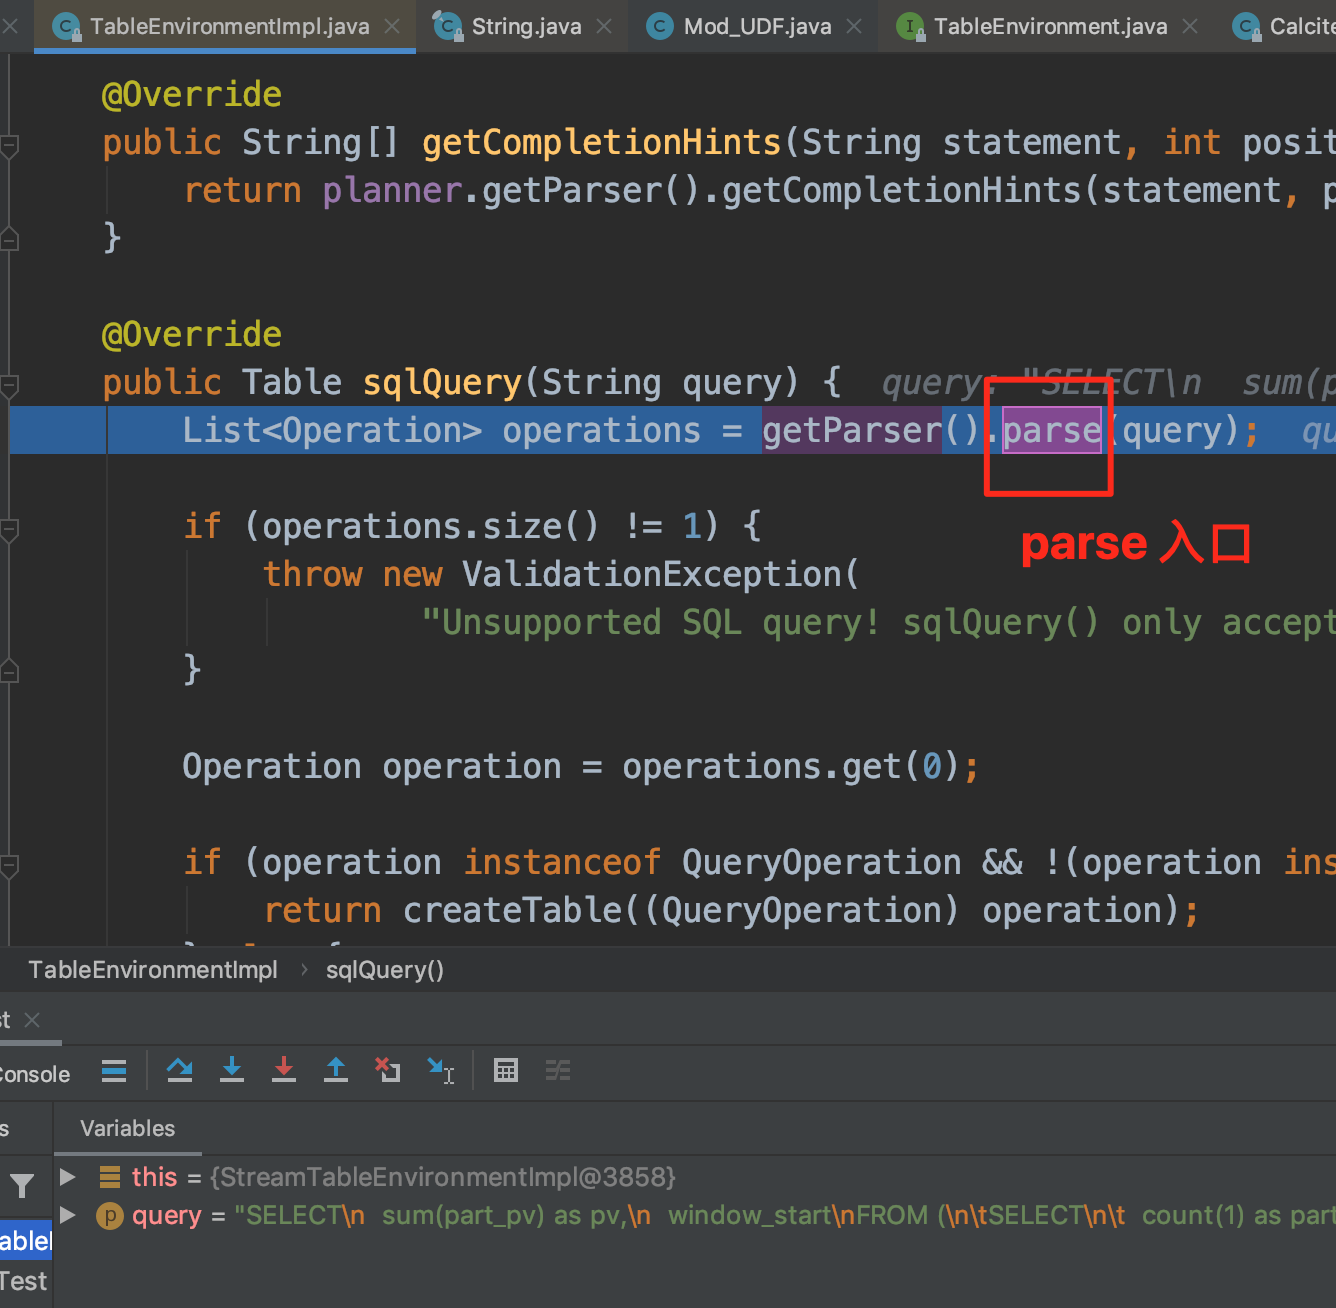 TableEnvironmentImpl.java String.java Mod_UDF.java TableEnvironment.java Calcite
@Override
public String[] getCompletionHints(String statement, int posit
return planner.getParser().getCompletionHints(statement, p
}
@Override
public Table sqlQuery(String query) { query: "SELECT\n sum(p
List<Operation> operations = getParser().parse(query); qu
parse 入口
if (operations.size() != 1) {
throw new ValidationException(
"Unsupported SQL query! sqlQuery() only accept
}
Operation operation = operations.get(0);
if (operation instanceof QueryOperation && !(operation ins
return createTable((QueryOperation) operation);
TableEnvironmentImpl › sqlQuery()
st
Console
s Variables
this = {StreamTableEnvironmentImpl@3858}
query = "SELECT\n sum(part_pv) as pv,\n window_start\nFROM (\n\tSELECT\n\t count(1) as part
ableI
Test